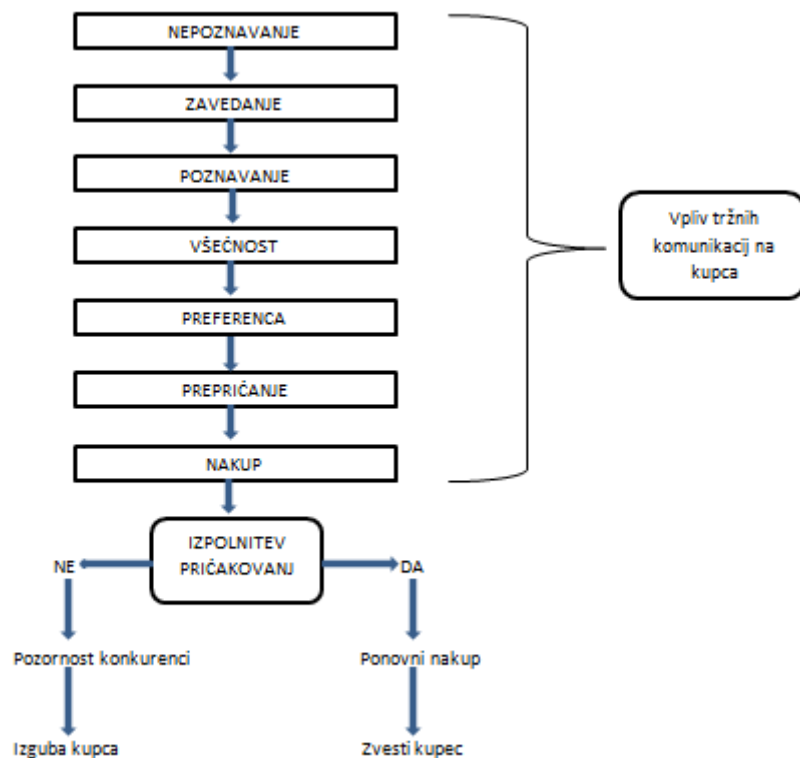 NEPOZNAVANJE
ZAVEDANJE
POZNAVANJE
VŠEČNOST
PREFERENCA
PREPRIČANJE
NAKUP
Vpliv tržnih
komunikacij na
kupca
IZPOLNITEV
PRIČAKOVANJ
NE
DA
Pozornost konkurenci
Ponovni nakup
Izguba kupca
Zvesti kupec